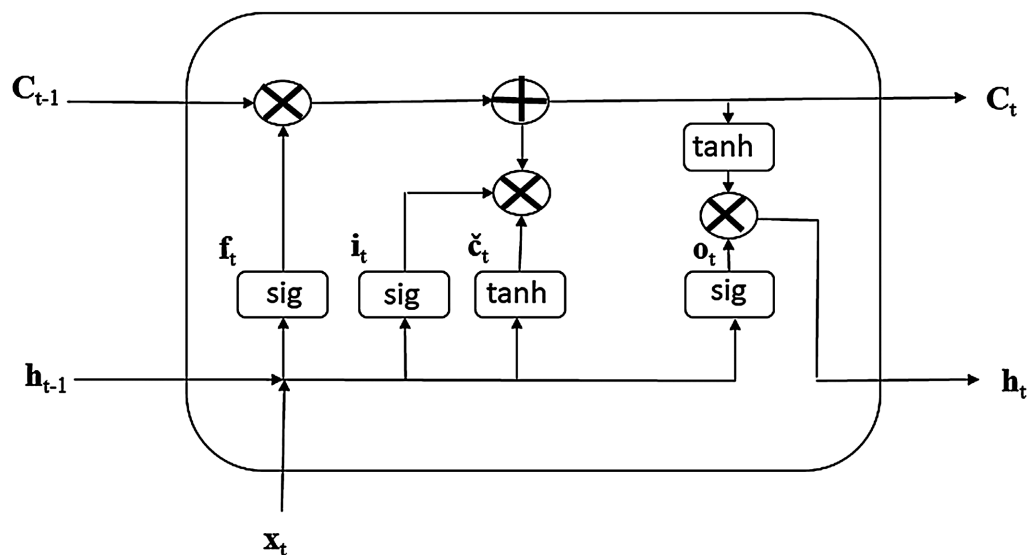 C_{t-1}
C_t
tanh
f_t
i_t
č_t
o_t
sig
sig
tanh
sig
h_{t-1}
h_t
x_t